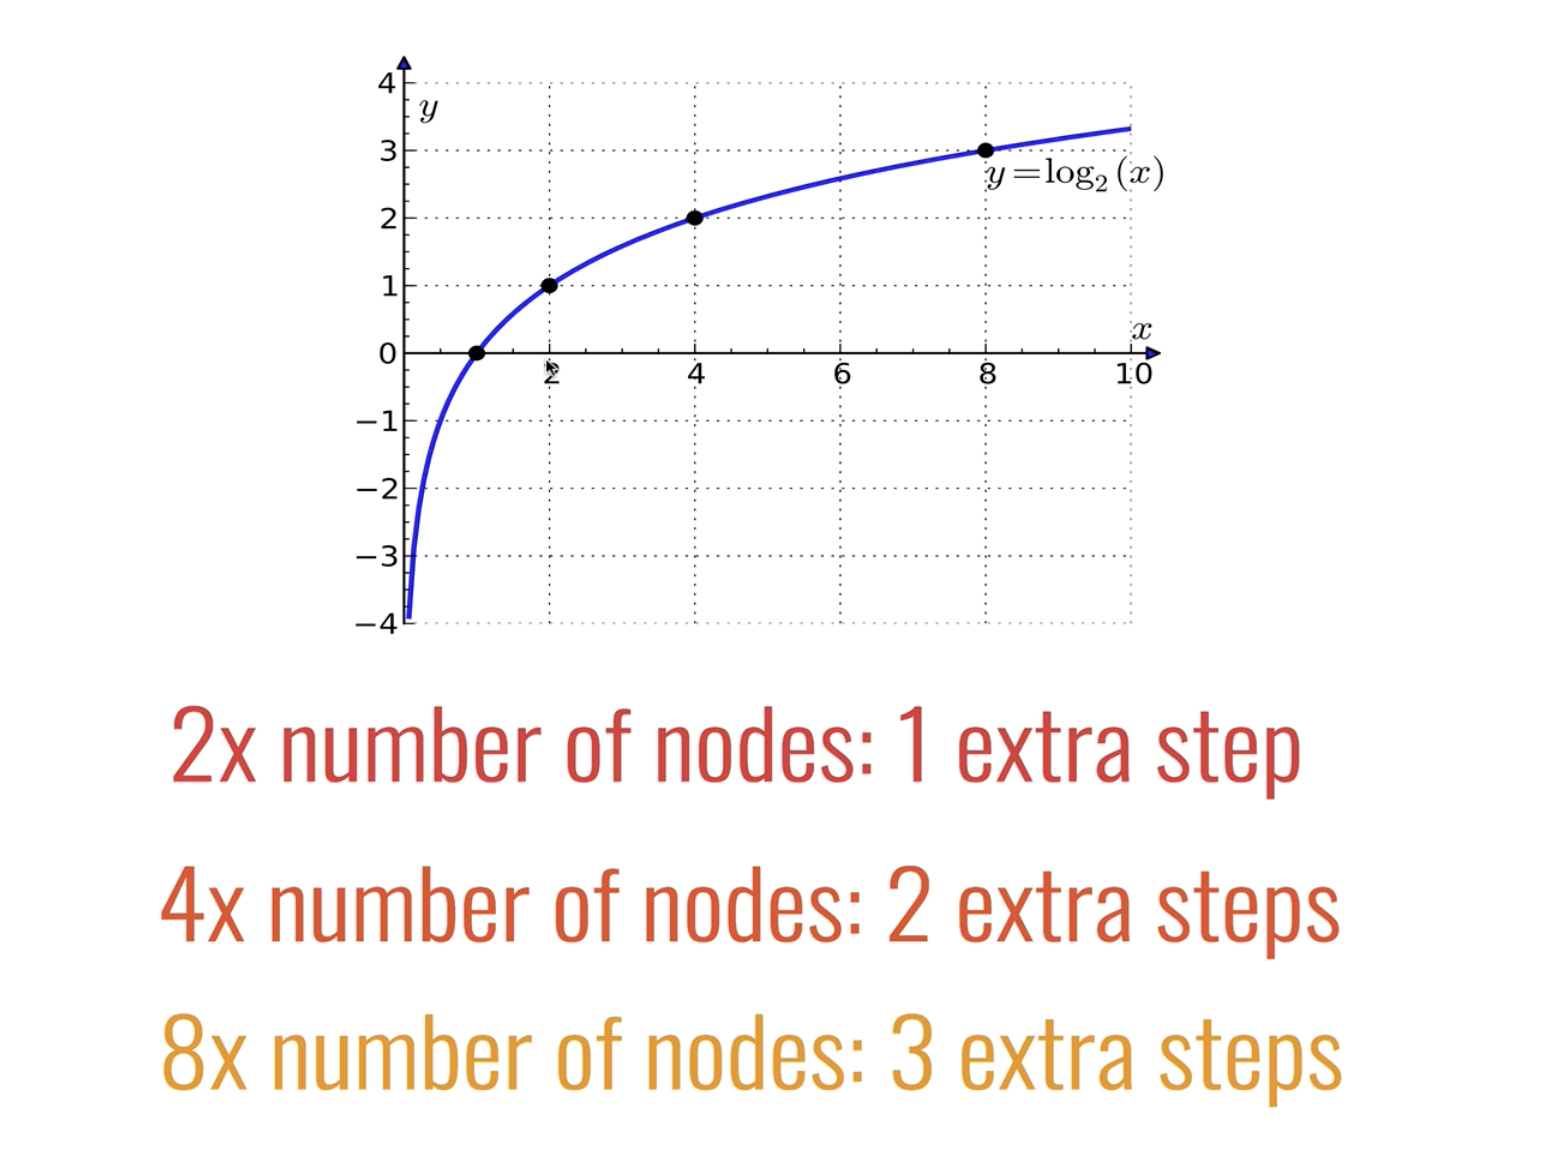 4
y
3
y = log₂ (x)
2
1
x
0
2
4
6
8
10
−1
−2
−3
−4
2x number of nodes: 1 extra step
4x number of nodes: 2 extra steps
8x number of nodes: 3 extra steps